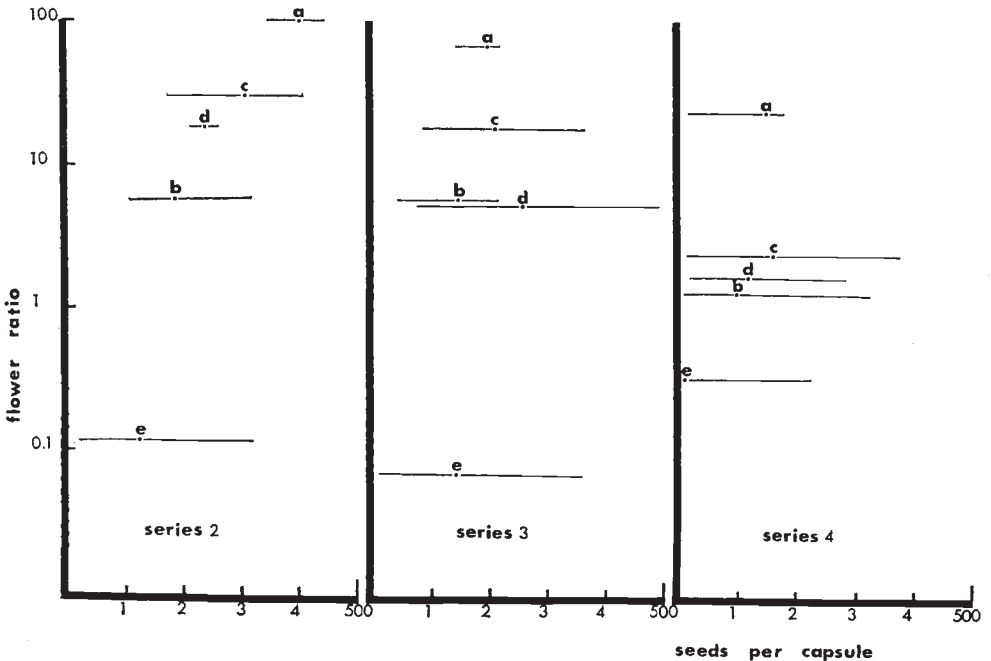 100
10
1
0.1
flower ratio
a
c
d
b
e
series 2
1 2 3 4 500
a
c
b
d
e
series 3
1 2 3 4 500
a
c
d
b
e
series 4
1 2 3 4 500
seeds per capsule